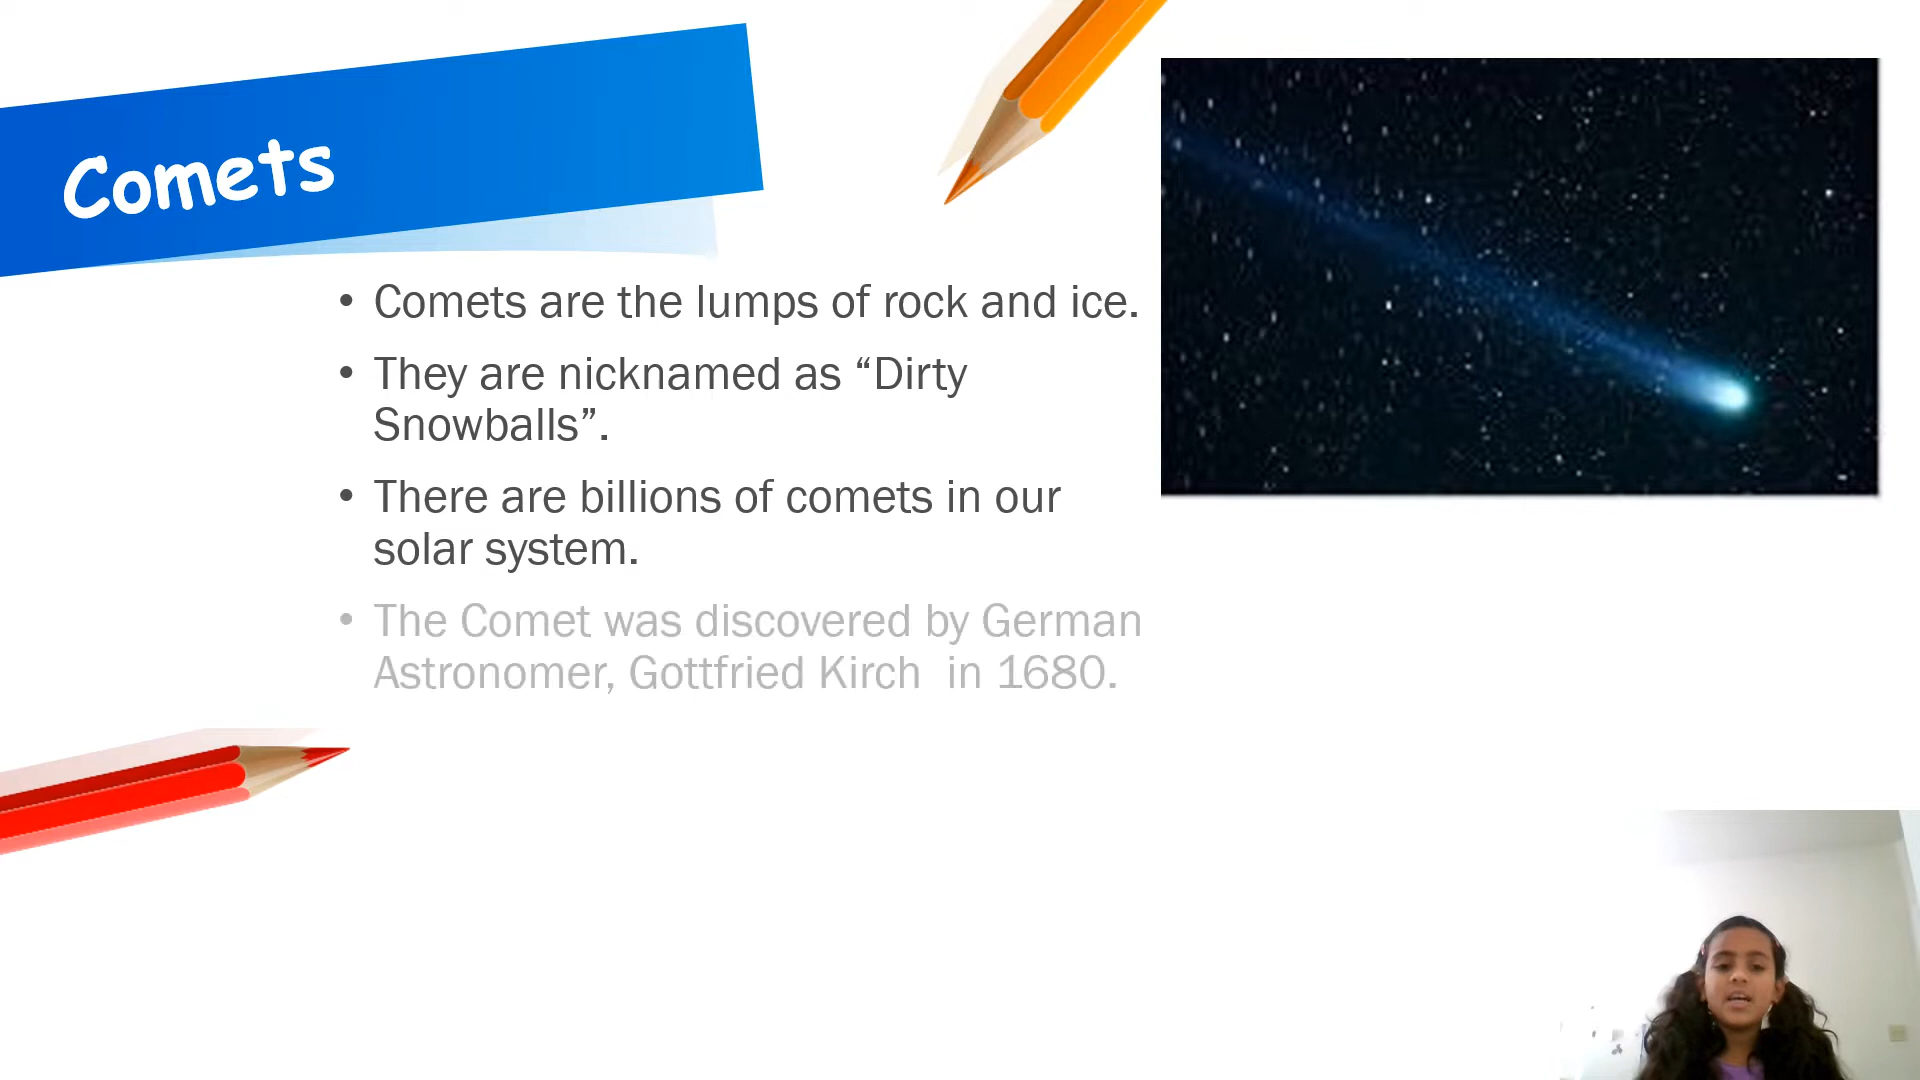 Comets
• Comets are the lumps of rock and ice.
• They are nicknamed as “Dirty
Snowballs”.
• There are billions of comets in our
solar system.
• The Comet was discovered by German
Astronomer, Gottfried Kirch  in 1680.